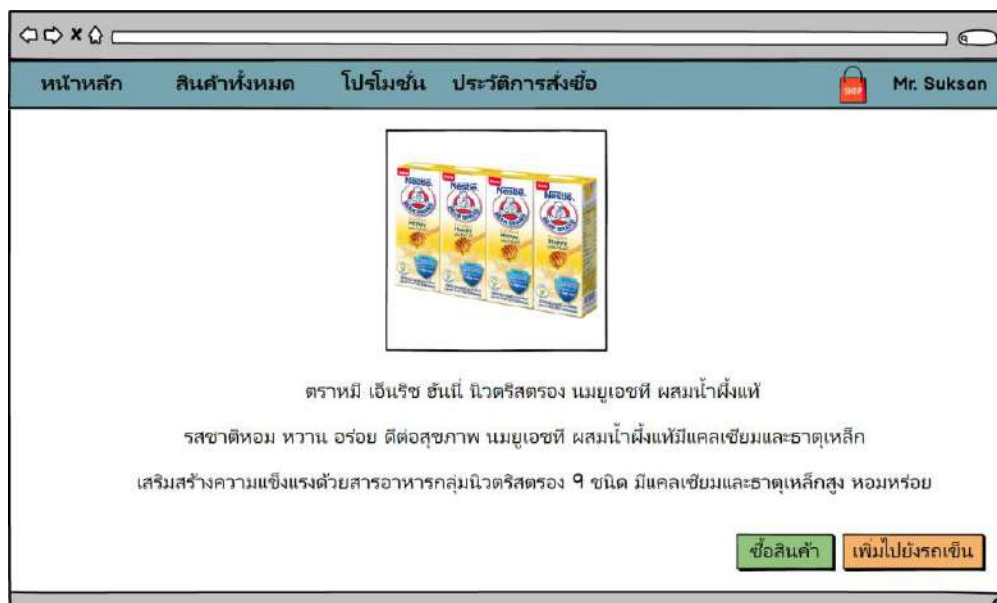 หน้าหลัก สินค้าทั้งหมด โปรโมชั่น ประวัติการสั่งซื้อ SHOP Mr. Suksan
Nestlé Nestlé Nestlé Nestlé
Honey Honey Honey Honey
ตราหมี เอ็นริช ฮันนี่ นิวตริสตรอง นมยูเอชที ผสมน้ำผึ้งแท้
รสชาติหอม หวาน อร่อย ดีต่อสุขภาพ นมยูเอชที ผสมน้ำผึ้งแท้มีแคลเซียมและธาตุเหล็ก
เสริมสร้างความแข็งแรงด้วยสารอาหารกลุ่มนิวตริสตรอง 9 ชนิด มีแคลเซียมและธาตุเหล็กสูง หอมหร่อย
ซื้อสินค้า เพิ่มไปยังรถเข็น